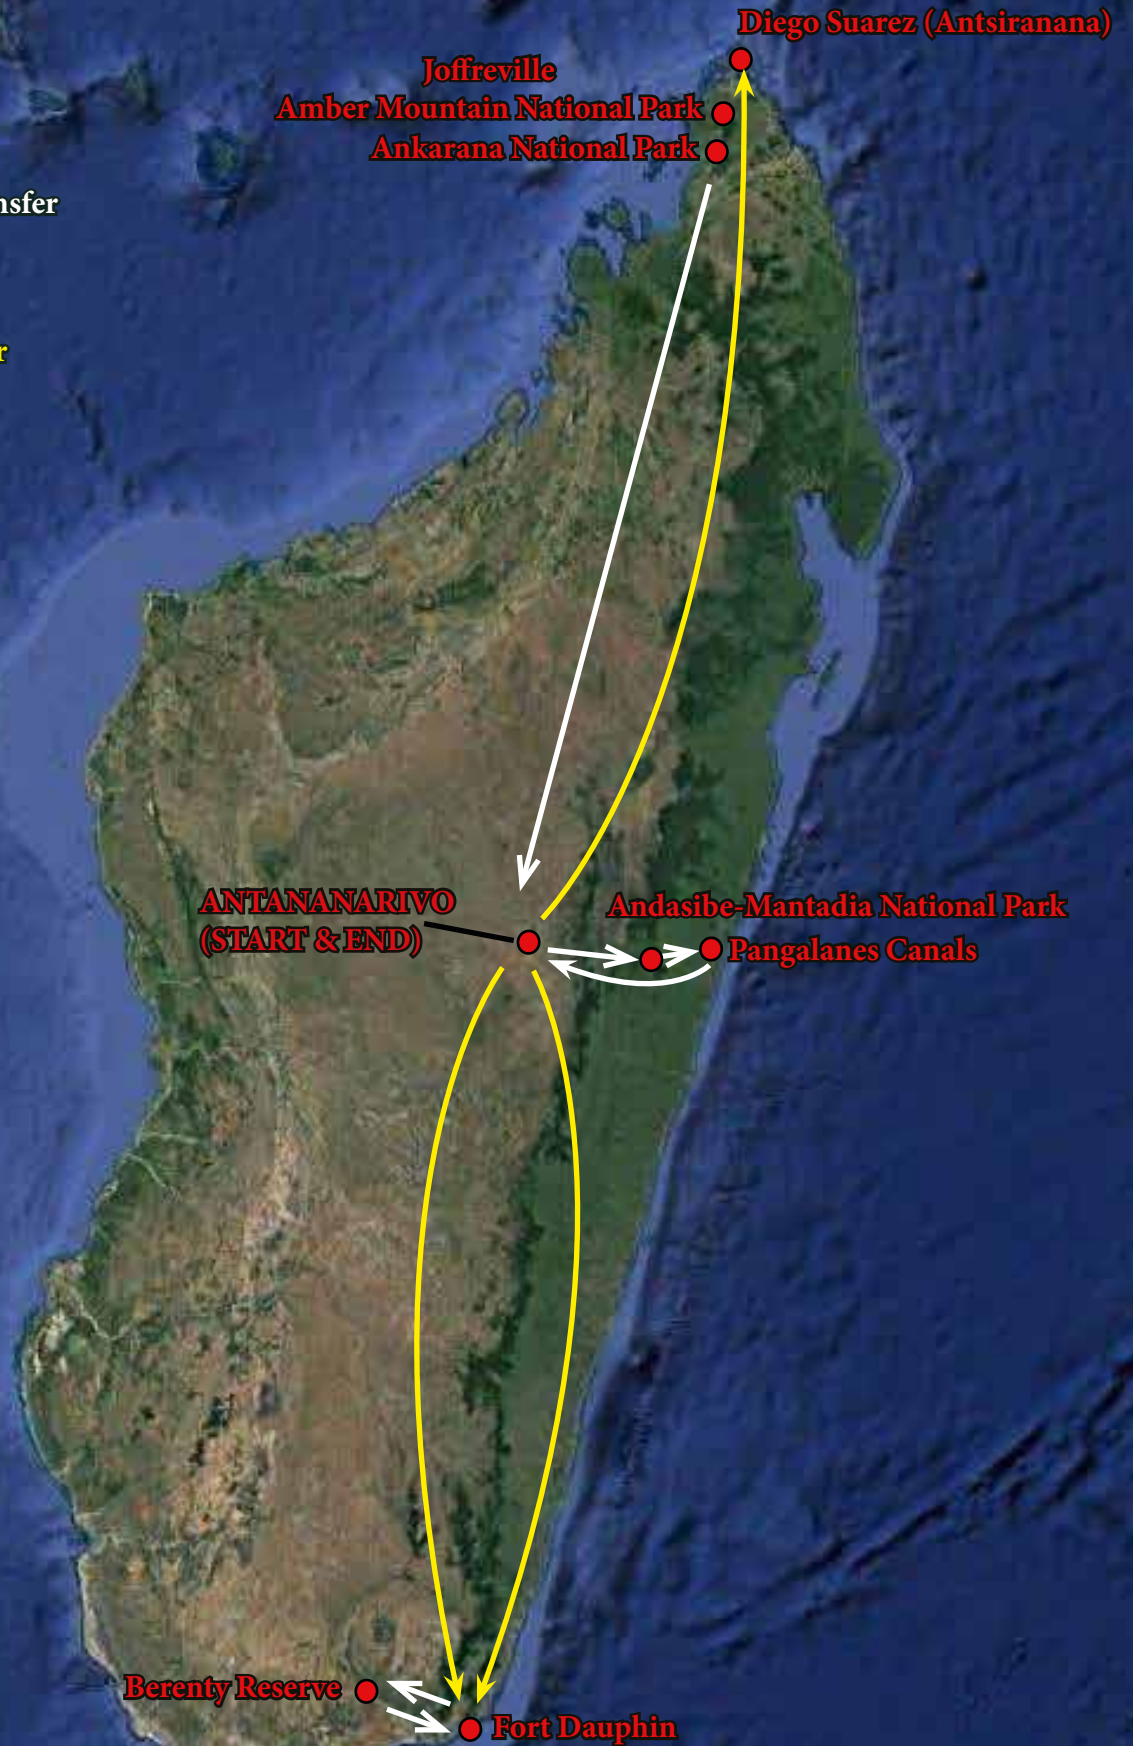 Diego Suarez (Antsiranana)
Joffreville
Amber Mountain National Park
Ankarana National Park
ANTANANARIVO
(START & END)
Andasibe-Mantadia National Park
Pangalanes Canals
Berenty Reserve
Fort Dauphin